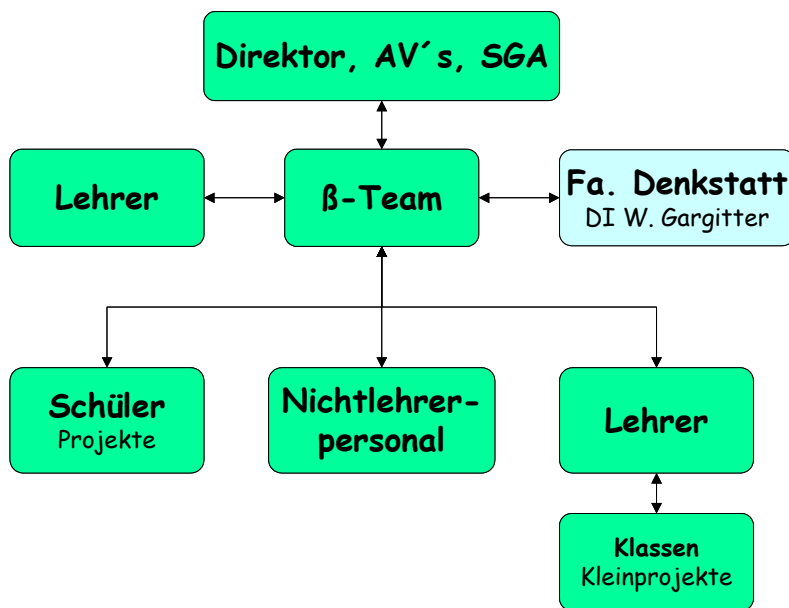 Direktor, AV´s, SGA
Lehrer
ß-Team
Fa. Denkstatt
DI W. Gargitter
Schüler
Projekte
Nichtlehrer-
personal
Lehrer
Klassen
Kleinprojekte